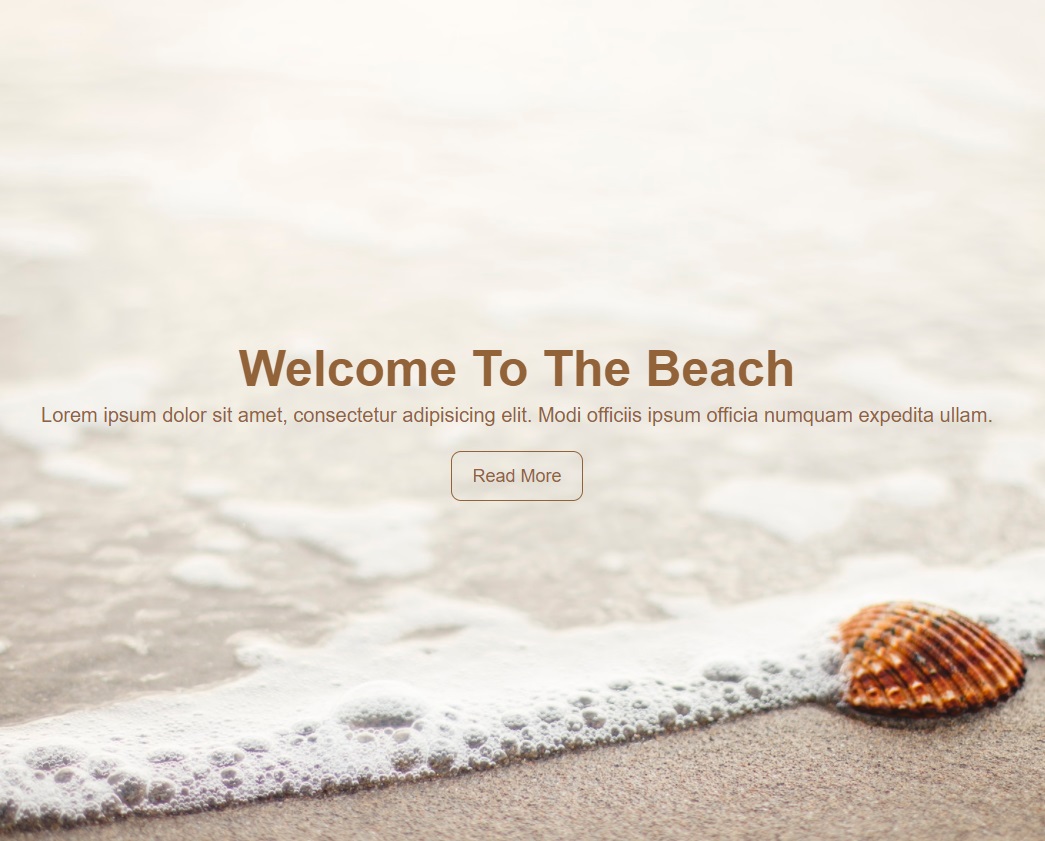 Welcome To The Beach
Lorem ipsum dolor sit amet, consectetur adipisicing elit. Modi officiis ipsum officia numquam expedita ullam.
Read More